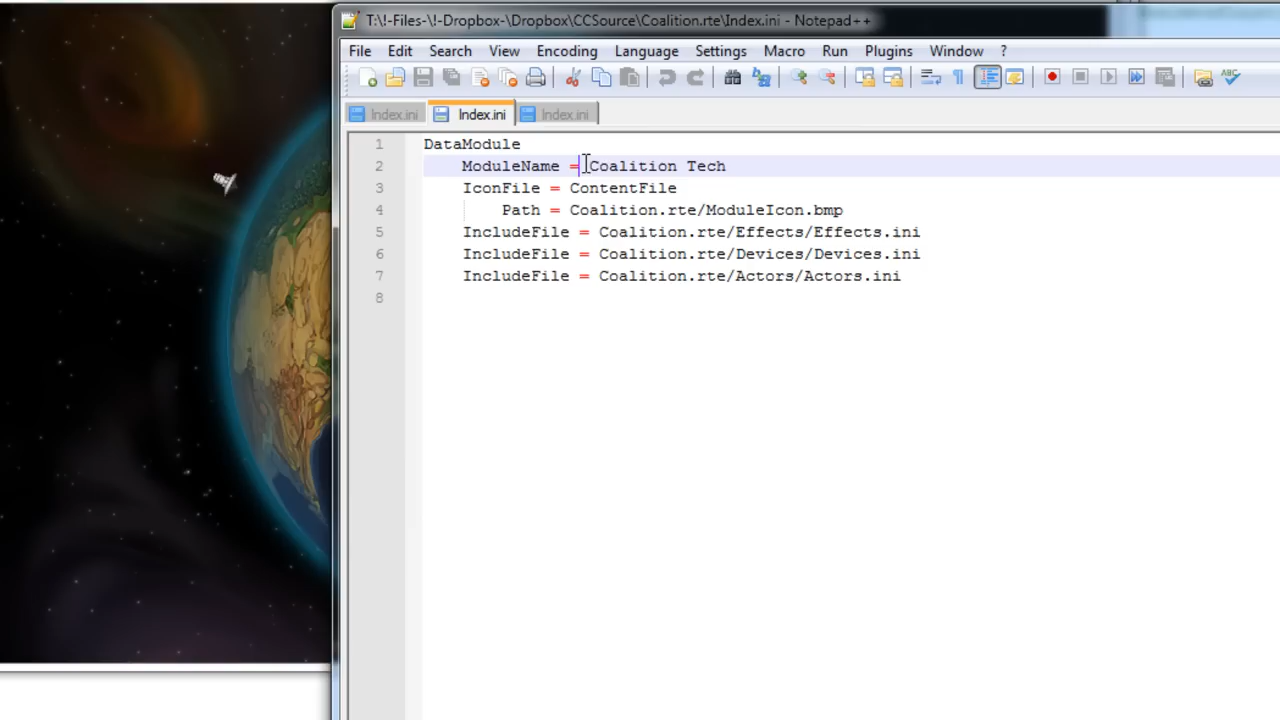 T:\!-Files-\!-Dropbox-\Dropbox\CCSource\Coalition.rte\Index.ini - Notepad++
File Edit Search View Encoding Language Settings Macro Run Plugins Window ?
ABC
Index.ini Index.ini Index.ini
1 DataModule
2 ModuleName = Coalition Tech
3 IconFile = ContentFile
4 Path = Coalition.rte/ModuleIcon.bmp
5 IncludeFile = Coalition.rte/Effects/Effects.ini
6 IncludeFile = Coalition.rte/Devices/Devices.ini
7 IncludeFile = Coalition.rte/Actors/Actors.ini
8